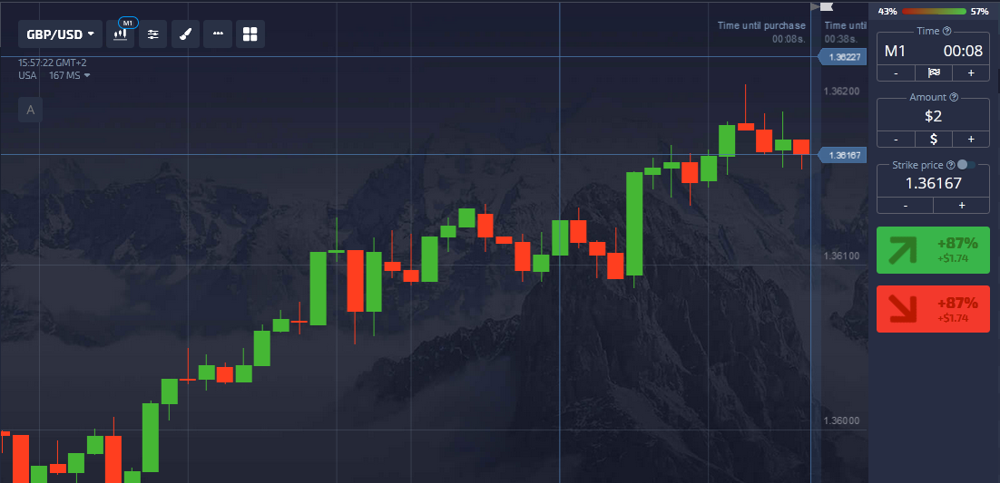 43% 57%
M1
GBP/USD
Time until purchase
00:08s.
Time unti
00:38s.
15:57:22 GMT+2
USA 167 MS
A
1.36227
1.36200
1.36167
1.36100
1.36000
Time ?
M1 00:08
- +
Amount ?
$2
- $ +
Strike price ?
1.36167
- +
+87%
+$1.74
+87%
+$1.74